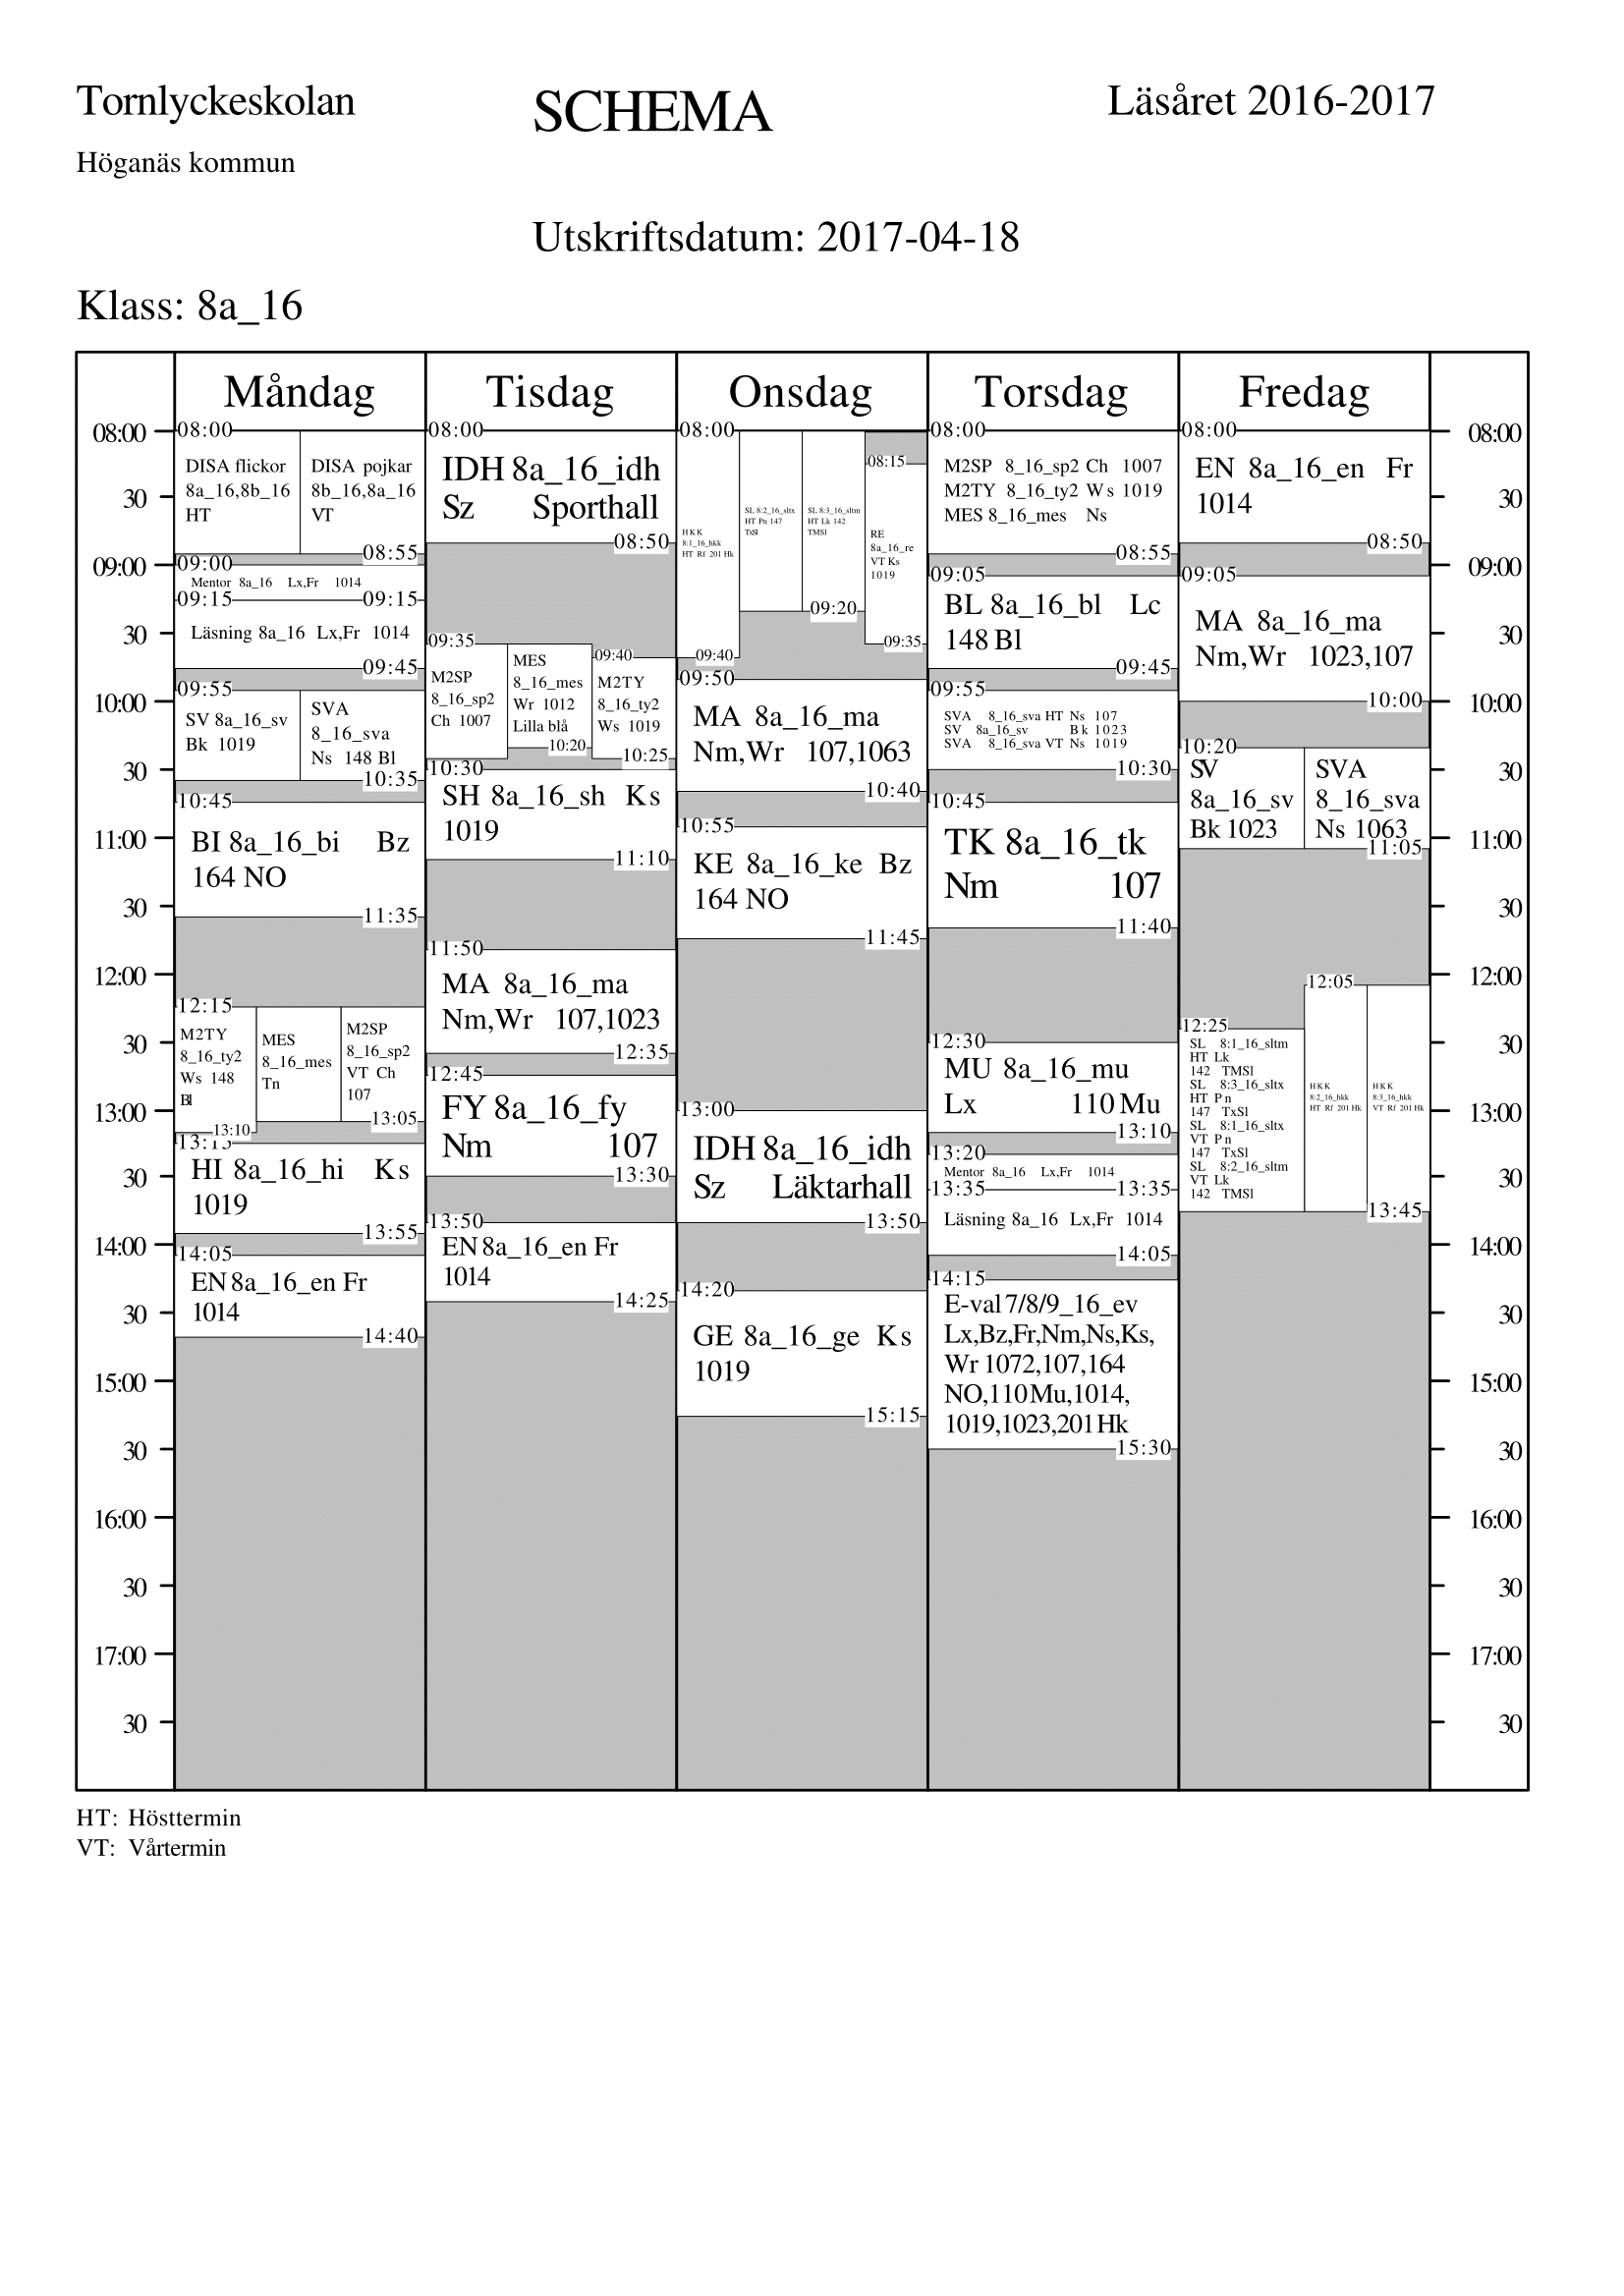 Tornlyckeskolan
SCHEMA
Läsåret 2016-2017
Höganäs kommun
Utskriftsdatum: 2017-04-18
Klass: 8a_16
Måndag
Tisdag
Onsdag
Torsdag
Fredag
08:00
30
09:00
30
10:00
30
11:00
30
12:00
30
13:00
30
14:00
30
15:00
30
16:00
30
17:00
30
08:00
DISA flickor
8a_16,8b_16
HT
DISA pojkar
8b_16,8a_16
VT
08:55
09:00
Mentor 8a_16 Lx,Fr 1014
09:15
09:15
Läsning 8a_16 Lx,Fr 1014
09:45
09:55
SV 8a_16_sv
Bk 1019
SVA
8_16_sva
Ns 148 Bl
10:35
10:45
BI 8a_16_bi Bz
164 NO
11:35
12:15
M2TY
8_16_ty2
Ws 148
Bl
13:10
MES
8_16_mes
Tn
M2SP
8_16_sp2
VT Ch
107
13:05
13:15
HI 8a_16_hi Ks
1019
13:55
14:05
EN 8a_16_en Fr
1014
14:40
08:00
IDH 8a_16_idh
Sz Sporthall
08:50
09:35
M2SP
8_16_sp2
Ch 1007
MES
8_16_mes
Wr 1012
Lilla blå
10:20
09:40
M2TY
8_16_ty2
Ws 1019
10:25
10:30
SH 8a_16_sh Ks
1019
11:10
11:50
MA 8a_16_ma
Nm,Wr 107,1023
12:35
12:45
FY 8a_16_fy
Nm 107
13:30
13:50
EN 8a_16_en Fr
1014
14:25
08:00
HKK
8:1_16_hkk
HT Rf 201 Hk
09:40
SL 8:2_16_sltx
HT Pn 147
TxSl
SL 8:3_16_sltm
HT Lk 142
TMSl
09:20
08:15
RE
8a_16_re
VT Ks
1019
09:35
09:50
MA 8a_16_ma
Nm,Wr 107,1063
10:40
10:55
KE 8a_16_ke Bz
164 NO
11:45
13:00
IDH 8a_16_idh
Sz Läktarhall
13:50
14:20
GE 8a_16_ge Ks
1019
15:15
08:00
M2SP 8_16_sp2 Ch 1007
M2TY 8_16_ty2 Ws 1019
MES 8_16_mes Ns
08:55
09:05
BL 8a_16_bl Lc
148 Bl
09:45
09:55
SVA 8_16_sva HT Ns 107
SV 8a_16_sv Bk 1023
SVA 8_16_sva VT Ns 1019
10:30
10:45
TK 8a_16_tk
Nm 107
11:40
12:30
MU 8a_16_mu
Lx 110 Mu
13:10
13:20
Mentor 8a_16 Lx,Fr 1014
13:35
13:35
Läsning 8a_16 Lx,Fr 1014
14:05
14:15
E-val 7/8/9_16_ev
Lx,Bz,Fr,Nm,Ns,Ks,
Wr 1072,107,164
NO,110 Mu,1014,
1019,1023,201 Hk
15:30
08:00
EN 8a_16_en Fr
1014
08:50
09:05
MA 8a_16_ma
Nm,Wr 1023,107
10:00
10:20
SV
8a_16_sv
Bk 1023
SVA
8_16_sva
Ns 1063
11:05
12:25
SL 8:1_16_sltm
HT Lk
142 TMSl
SL 8:3_16_sltx
HT Pn
147 TxSl
SL 8:1_16_sltx
VT Pn
147 TxSl
SL 8:2_16_sltm
VT Lk
142 TMSl
12:05
HKK
8:2_16_hkk
HT Rf 201 Hk
HKK
8:3_16_hkk
VT Rf 201 Hk
13:45
08:00
30
09:00
30
10:00
30
11:00
30
12:00
30
13:00
30
14:00
30
15:00
30
16:00
30
17:00
30
HT: Hösttermin
VT: Vårtermin